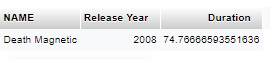 NAME Release Year Duration
Death Magnetic 2008 74.76666593551636